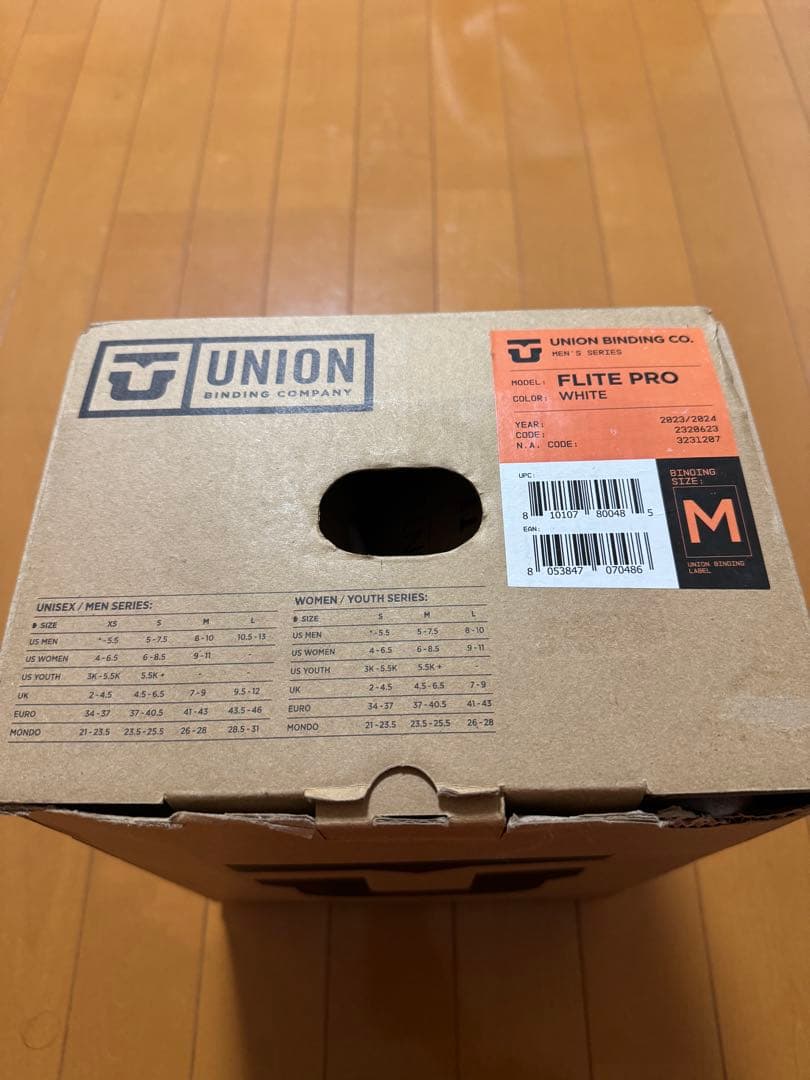 UNION
BINDING COMPANY
UNION BINDING CO.
MEN'S SERIES
MODEL: FLITE PRO
COLOR: WHITE
YEAR: 2023/2024
CODE: 2320623
N.A. CODE: 3231207
UPC:
8 10107 80048 5
EAN:
8 053847 070486
BINDING
SIZE:
M
UNION BINDING
LABEL
UNISEX / MEN SERIES:
SIZE XS S M L
US MEN *-5.5 5-7.5 8-10 10.5-13
US WOMEN 4-6.5 6-8.5 9-11 -
US YOUTH 3K-5.5K 5.5K+ - -
UK 2-4.5 4.5-6.5 7-9 9.5-12
EURO 34-37 37-40.5 41-43 43.5-46
MONDO 21-23.5 23.5-25.5 26-28 28.5-31
WOMEN / YOUTH SERIES:
SIZE S M L
US MEN *-5.5 5-7.5 8-10
US WOMEN 4-6.5 6-8.5 9-11
US YOUTH 3K-5.5K 5.5K+ -
UK 2-4.5 4.5-6.5 7-9
EURO 34-37 37-40.5 41-43
MONDO 21-23.5 23.5-25.5 26-28